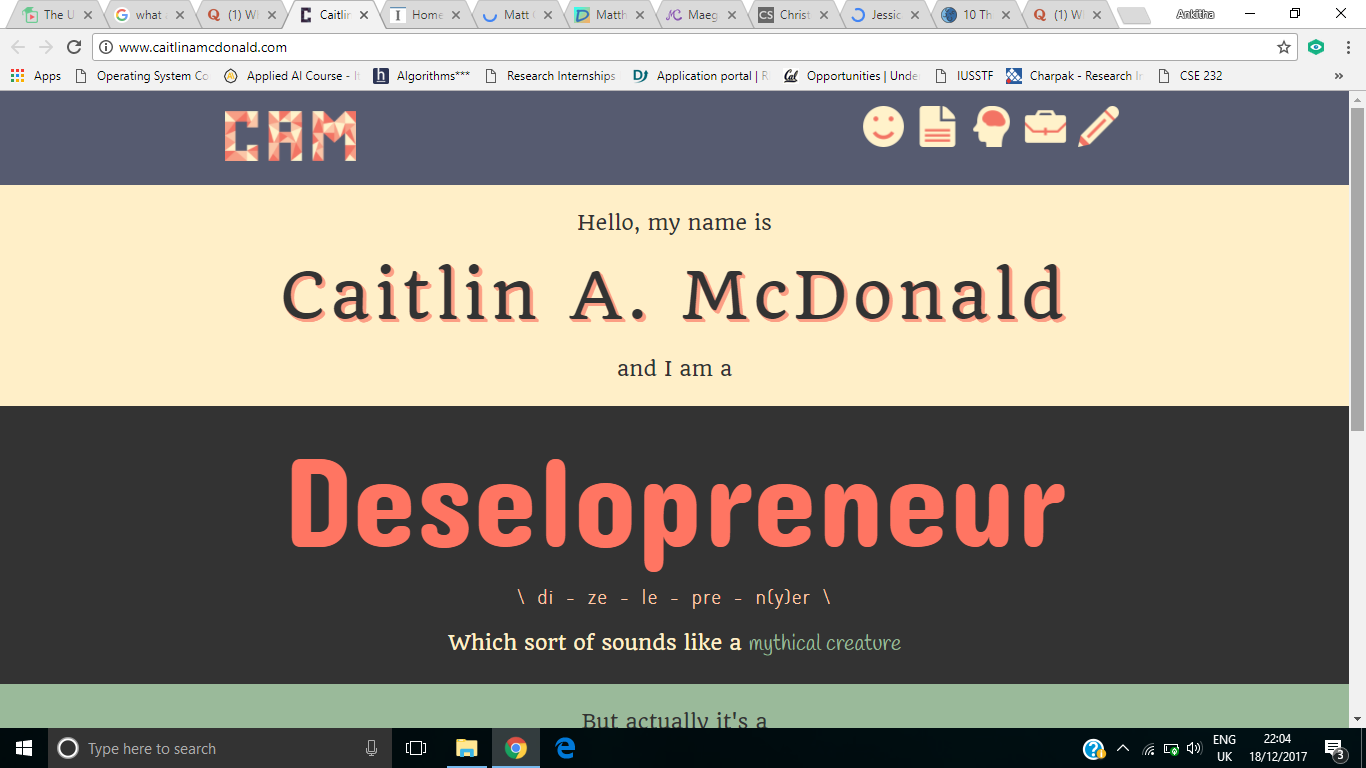 The U
what
(1) W
Caitlin
Home
Matt
Matth
Maeg
Christ
Jessic
10 Th
(1) W
Ankitha
www.caitlinamcdonald.com
Apps Operating System Co Applied AI Course - Algorithms*** Research Internships Application portal | Opportunities | Unde IUSSTF Charpak - Research In CSE 232 »
CAM
Hello, my name is
Caitlin A. McDonald
and I am a
Deselopreneur
\ di - ze - le - pre - n(y)er \
Which sort of sounds like a mythical creature
But actually it's a
Type here to search
ENG
UK
22:04
18/12/2017
3